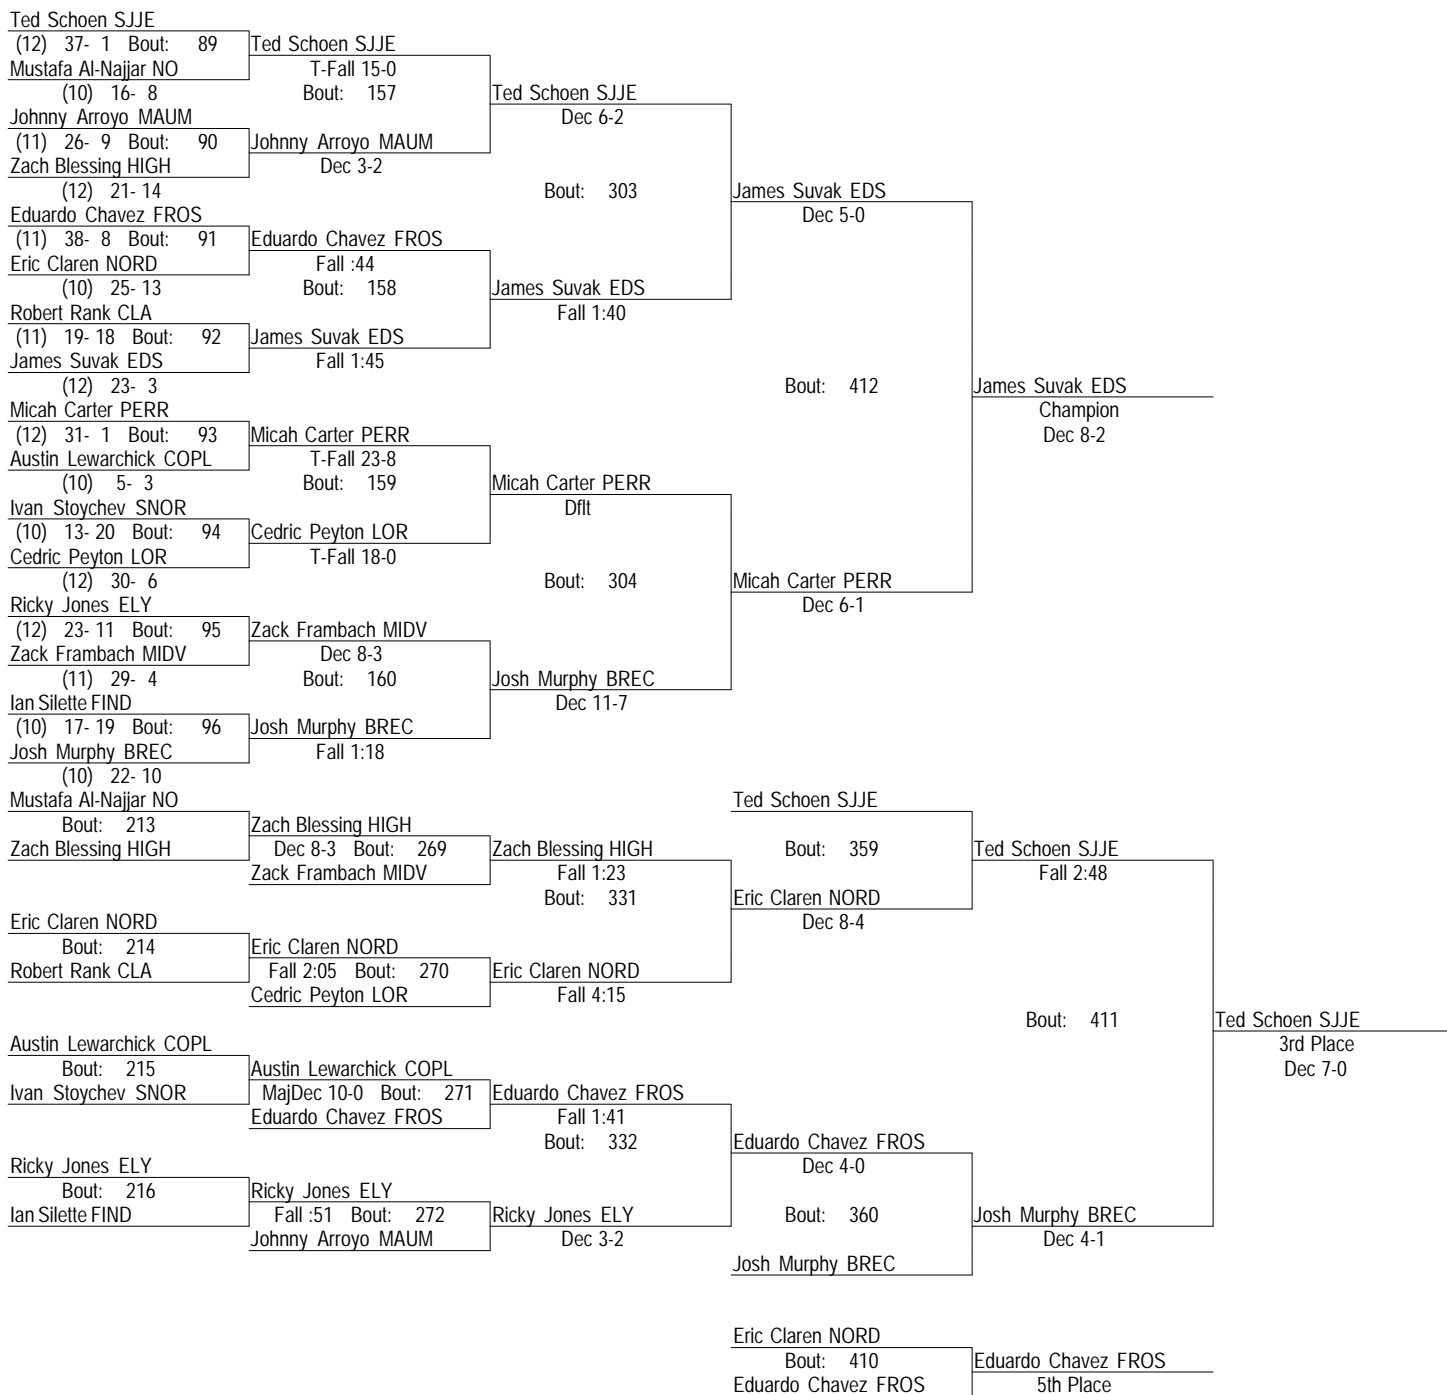 Ted Schoen SJJE
(12) 37- 1 Bout: 89 Ted Schoen SJJE
Mustafa Al-Najjar NO T-Fall 15-0
(10) 16- 8 Bout: 157 Ted Schoen SJJE
Johnny Arroyo MAUM Dec 6-2
(11) 26- 9 Bout: 90 Johnny Arroyo MAUM
Zach Blessing HIGH Dec 3-2
(12) 21- 14 Bout: 303 James Suvak EDS
Eduardo Chavez FROS Dec 5-0
(11) 38- 8 Bout: 91 Eduardo Chavez FROS
Eric Claren NORD Fall :44
(10) 25- 13 Bout: 158 James Suvak EDS
Robert Rank CLA Fall 1:40
(11) 19- 18 Bout: 92 James Suvak EDS
James Suvak EDS Fall 1:45
(12) 23- 3 Bout: 412 James Suvak EDS
Micah Carter PERR Champion
(12) 31- 1 Bout: 93 Micah Carter PERR Dec 8-2
Austin Lewarchick COPL T-Fall 23-8
(10) 5- 3 Bout: 159 Micah Carter PERR
Ivan Stoychev SNOR Dflt
(10) 13- 20 Bout: 94 Cedric Peyton LOR
Cedric Peyton LOR T-Fall 18-0
(12) 30- 6 Bout: 304 Micah Carter PERR
Ricky Jones ELY Dec 6-1
(12) 23- 11 Bout: 95 Zack Frambach MIDV
Zack Frambach MIDV Dec 8-3
(11) 29- 4 Bout: 160 Josh Murphy BREC
Ian Silette FIND Dec 11-7
(10) 17- 19 Bout: 96 Josh Murphy BREC
Josh Murphy BREC Fall 1:18
(10) 22- 10
Mustafa Al-Najjar NO Ted Schoen SJJE
Bout: 213 Zach Blessing HIGH
Zach Blessing HIGH Dec 8-3 Bout: 269 Zach Blessing HIGH Bout: 359 Ted Schoen SJJE
Zack Frambach MIDV Fall 1:23 Fall 2:48
Bout: 331 Eric Claren NORD
Eric Claren NORD Dec 8-4
Bout: 214 Eric Claren NORD
Robert Rank CLA Fall 2:05 Bout: 270 Eric Claren NORD
Cedric Peyton LOR Fall 4:15
Bout: 411 Ted Schoen SJJE
Austin Lewarchick COPL 3rd Place
Bout: 215 Austin Lewarchick COPL Dec 7-0
Ivan Stoychev SNOR MajDec 10-0 Bout: 271 Eduardo Chavez FROS
Eduardo Chavez FROS Fall 1:41
Bout: 332 Eduardo Chavez FROS
Ricky Jones ELY Dec 4-0
Bout: 216 Ricky Jones ELY
Ian Silette FIND Fall :51 Bout: 272 Ricky Jones ELY Bout: 360 Josh Murphy BREC
Johnny Arroyo MAUM Dec 3-2 Dec 4-1
Josh Murphy BREC
Eric Claren NORD
Bout: 410 Eduardo Chavez FROS
Eduardo Chavez FROS 5th Place